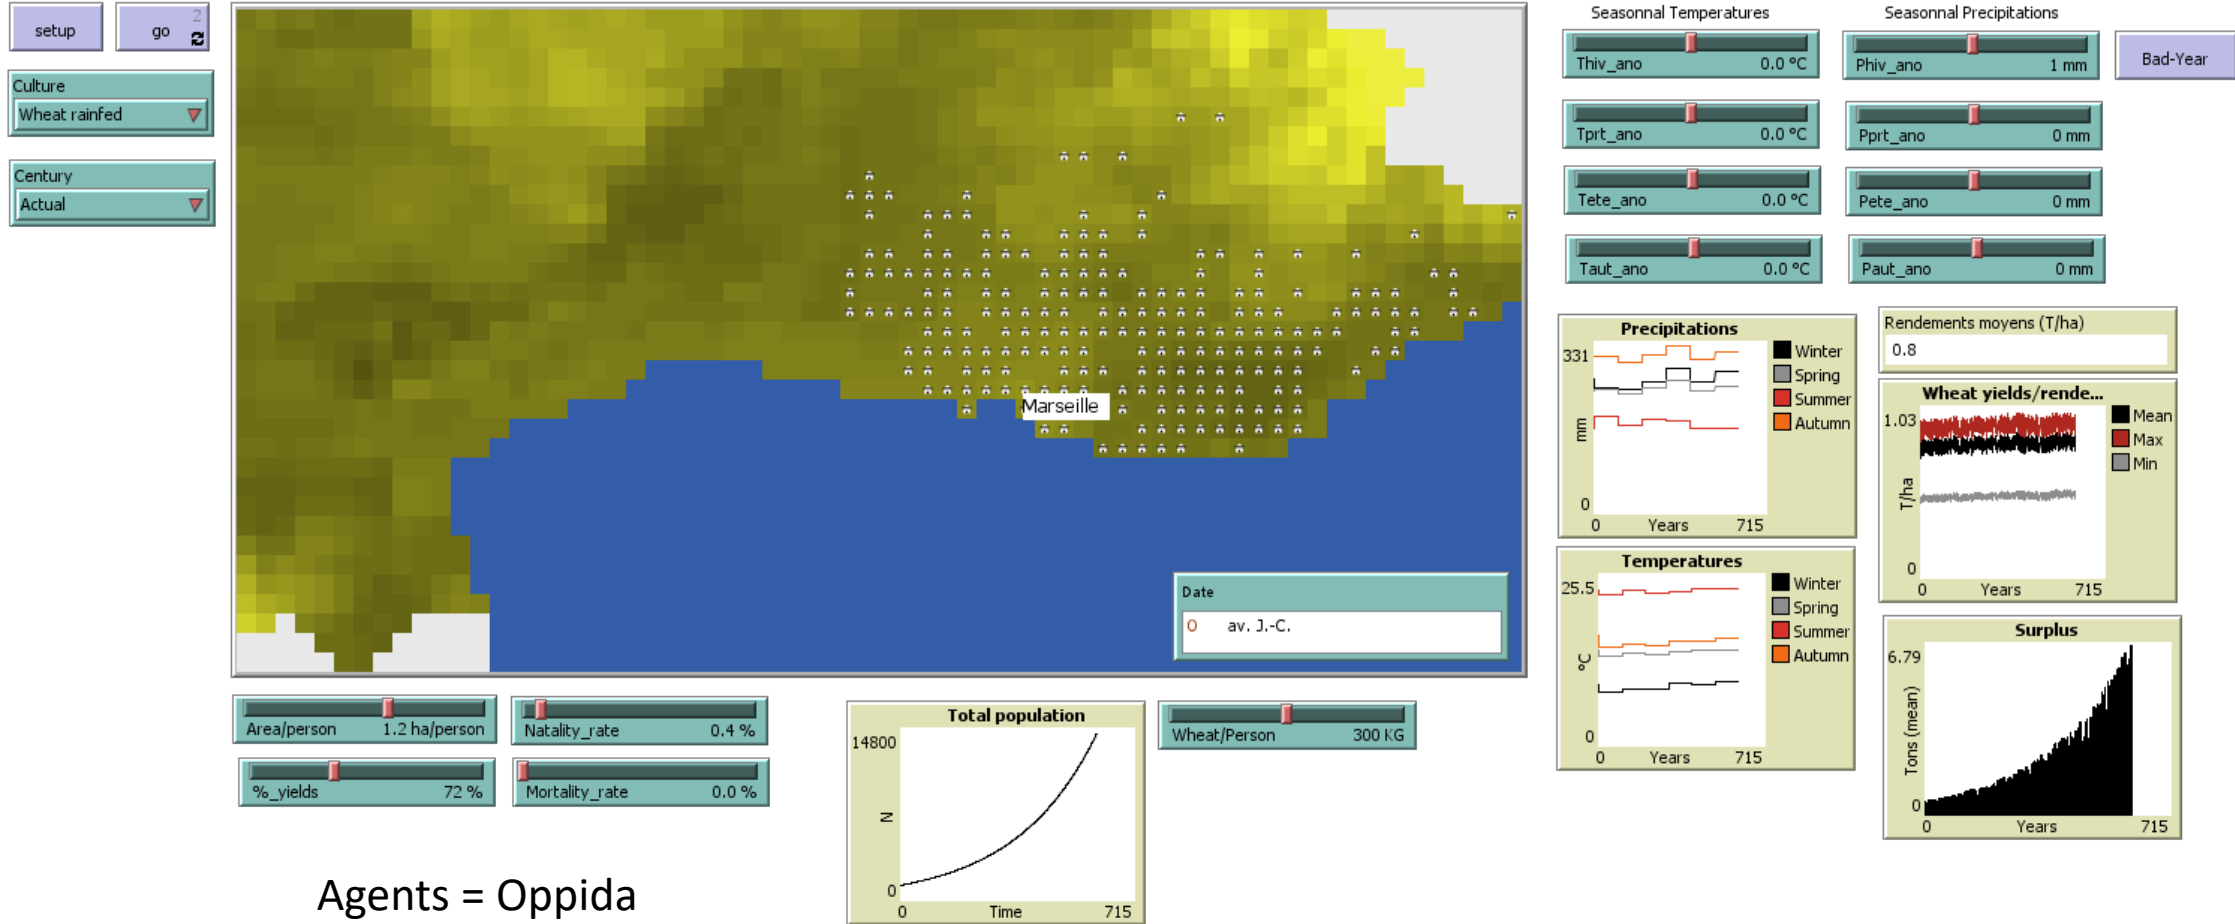 setup
go
2
Culture
Wheat rainfed
Century
Actual
Marseille
Date
0 av. J.-C.
Seasonnal Temperatures
Thiv_ano 0.0 °C
Tprt_ano 0.0 °C
Tete_ano 0.0 °C
Taut_ano 0.0 °C
Seasonnal Precipitations
Phiv_ano 1 mm
Pprt_ano 0 mm
Pete_ano 0 mm
Paut_ano 0 mm
Bad-Year
Precipitations
331
mm
0
0 Years 715
Winter
Spring
Summer
Autumn
Rendements moyens (T/ha)
0.8
Wheat yields/rende...
1.03
T/ha
0
0 Years 715
Mean
Max
Min
Temperatures
25.5
°C
0
0 Years 715
Winter
Spring
Summer
Autumn
Surplus
6.79
Tons (mean)
0
0 Years 715
Area/person 1.2 ha/person
Natality_rate 0.4 %
%_yields 72 %
Mortality_rate 0.0 %
Total population
14800
N
0
0 Time 715
Wheat/Person 300 KG
Agents = Oppida